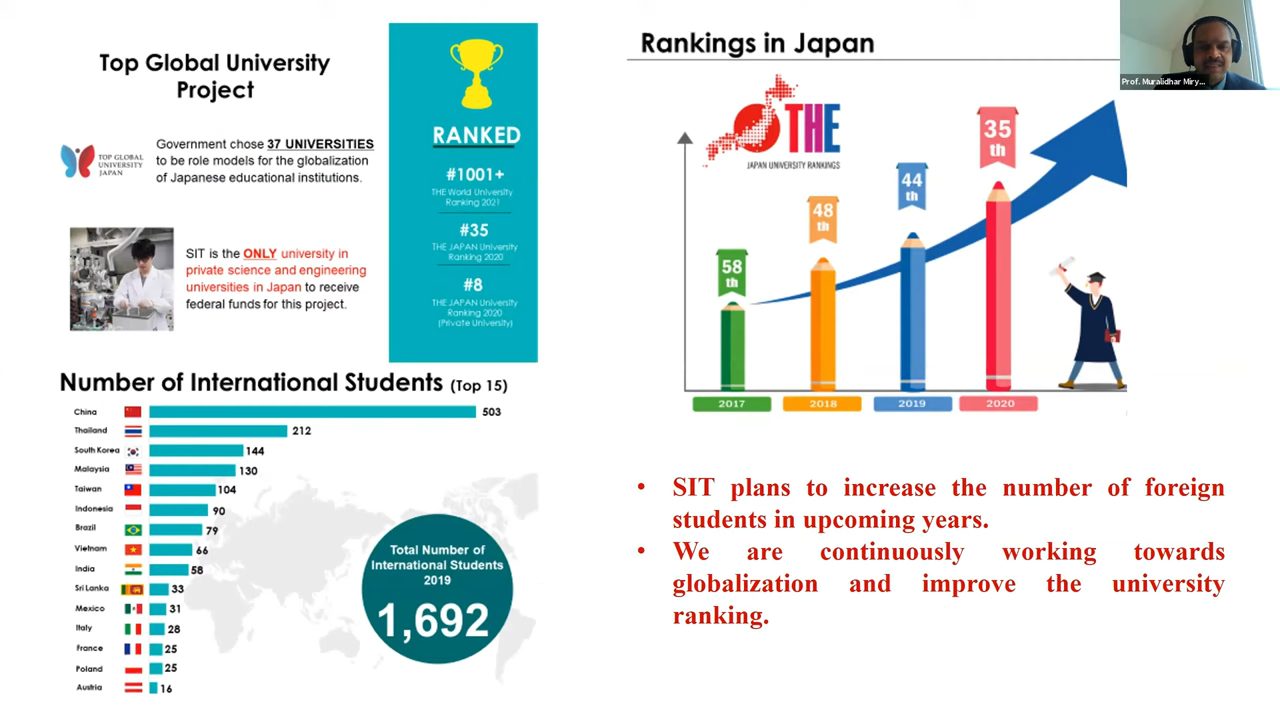 Top Global University
Project
TOP GLOBAL
UNIVERSITY
JAPAN
Government chose 37 UNIVERSITIES
to be role models for the globalization
of Japanese educational institutions.
SIT is the ONLY university in
private science and engineering
universities in Japan to receive
federal funds for this project.
RANKED
#1001+
THE World University
Ranking 2021
#35
THE JAPAN University
Ranking 2020
#8
THE JAPAN University
Ranking 2020
(Private University)
Number of International Students (Top 15)
China 503
Thailand 212
South Korea 144
Malaysia 130
Taiwan 104
Indonesia 90
Brazil 79
Vietnam 66
India 58
Sri Lanka 33
Mexico 31
Italy 28
France 25
Poland 25
Austria 16
Total Number of
International Students
2019
1,692
Rankings in Japan
THE
JAPAN UNIVERSITY RANKINGS
58
th
48
th
44
th
35
th
2017 2018 2019 2020
• SIT plans to increase the number of foreign
students in upcoming years.
• We are continuously working towards
globalization and improve the university
ranking.
Prof. Muralidhar Miry...